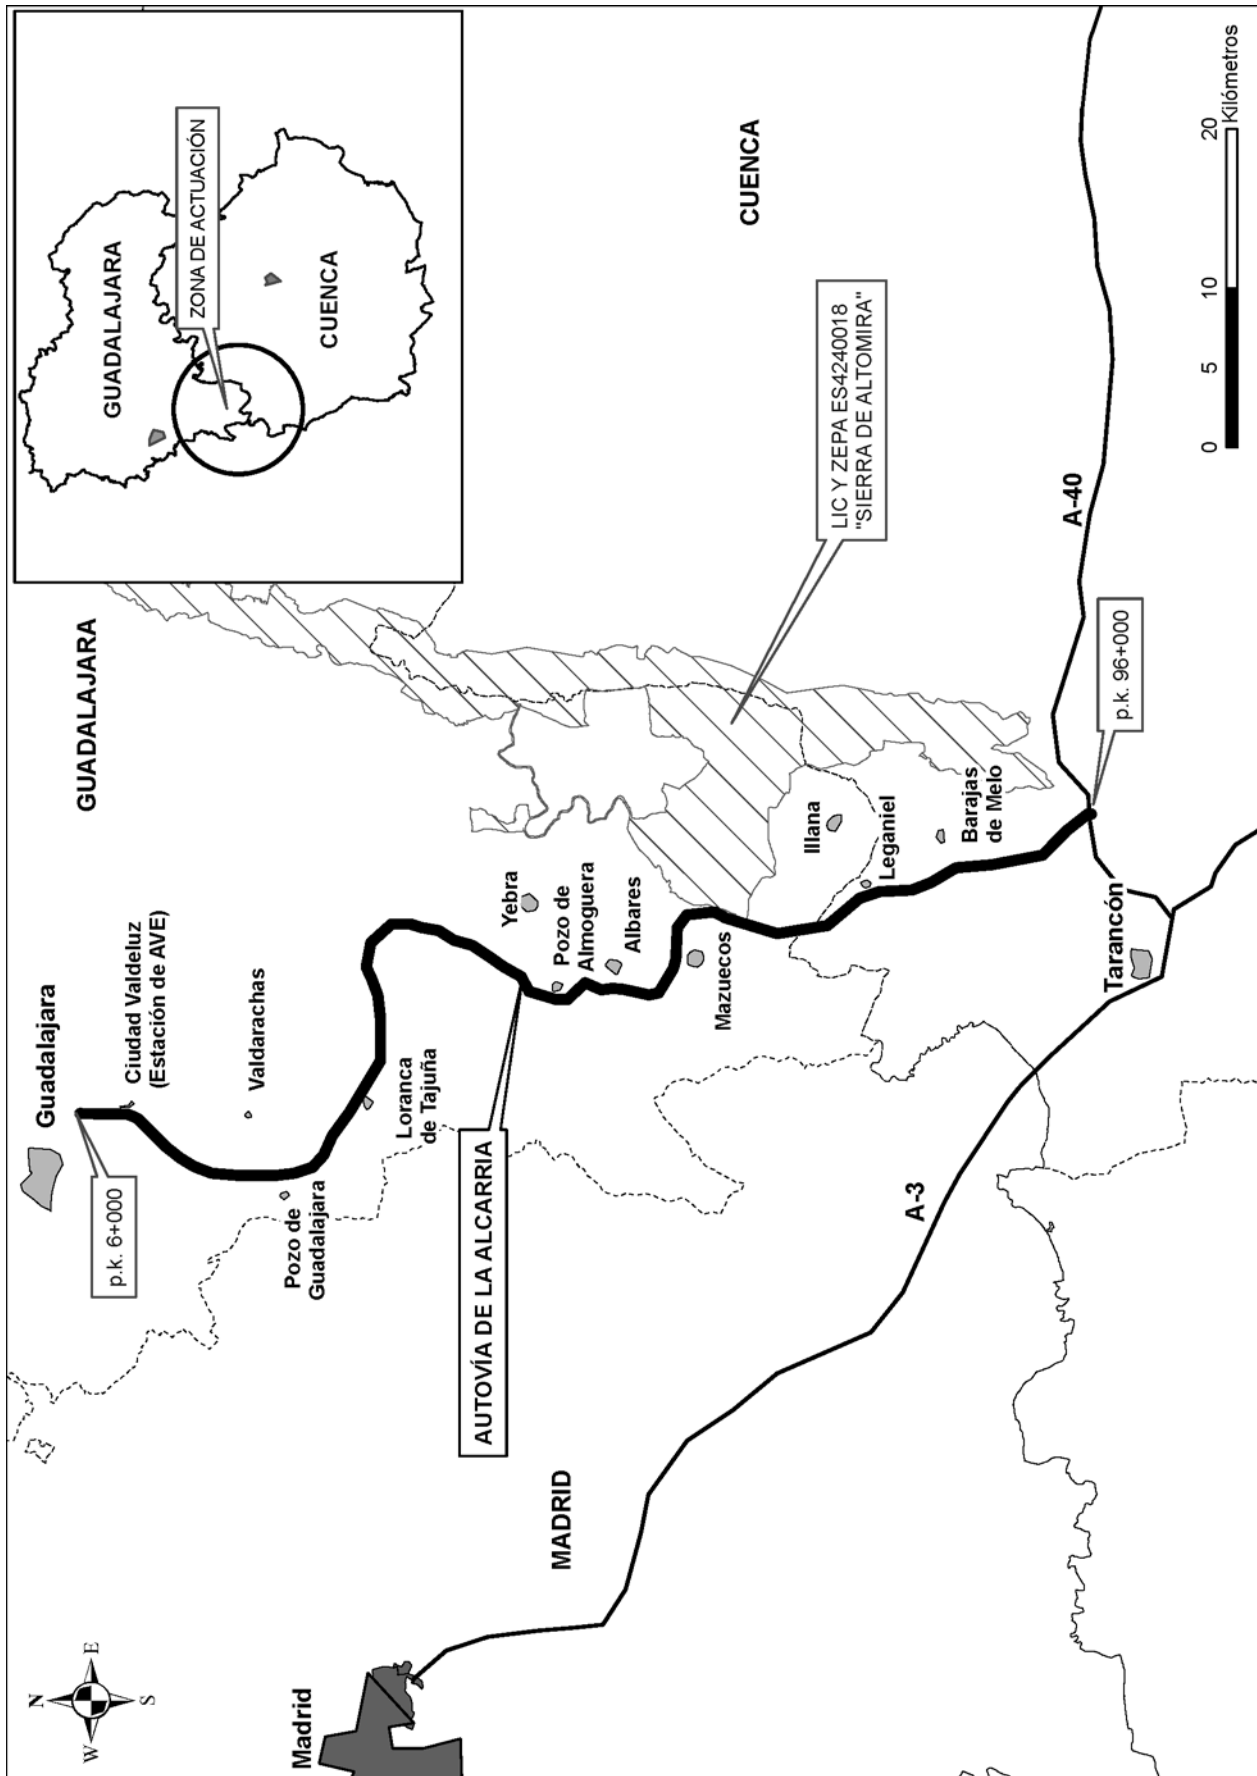 N
W
E
S
Madrid
MADRID
Guadalajara
p.k. 6+000
Ciudad Valdeluz
(Estación de AVE)
Valdarachas
Pozo de
Guadalajara
Loranca
de Tajuña
AUTOVÍA DE LA ALCARRIA
Yebra
Pozo de
Almoguera
Albares
Mazuecos
Illana
Leganiel
Barajas
de Melo
Tarancón
A-3
A-40
p.k. 96+000
GUADALAJARA
CUENCA
LIC Y ZEPA ES4240018
"SIERRA DE ALTOMIRA"
GUADALAJARA
ZONA DE ACTUACIÓN
CUENCA
0
5
10
20
Kilómetros